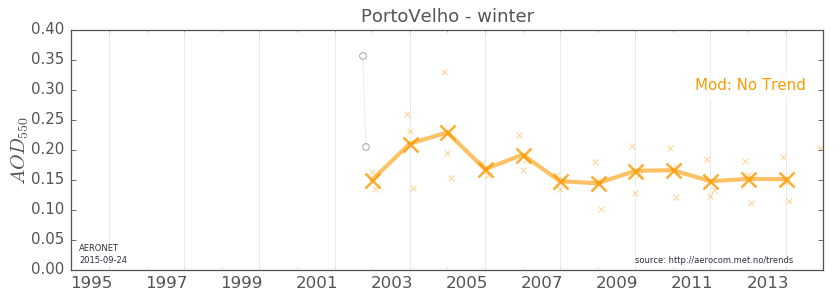 PortoVelho - winter
0.40
0.35
0.30
0.25
0.20
0.15
0.10
0.05
0.00
AOD550
Mod: No Trend
AERONET
2015-09-24
source: http://aerocom.met.no/trends
1995 1997 1999 2001 2003 2005 2007 2009 2011 2013